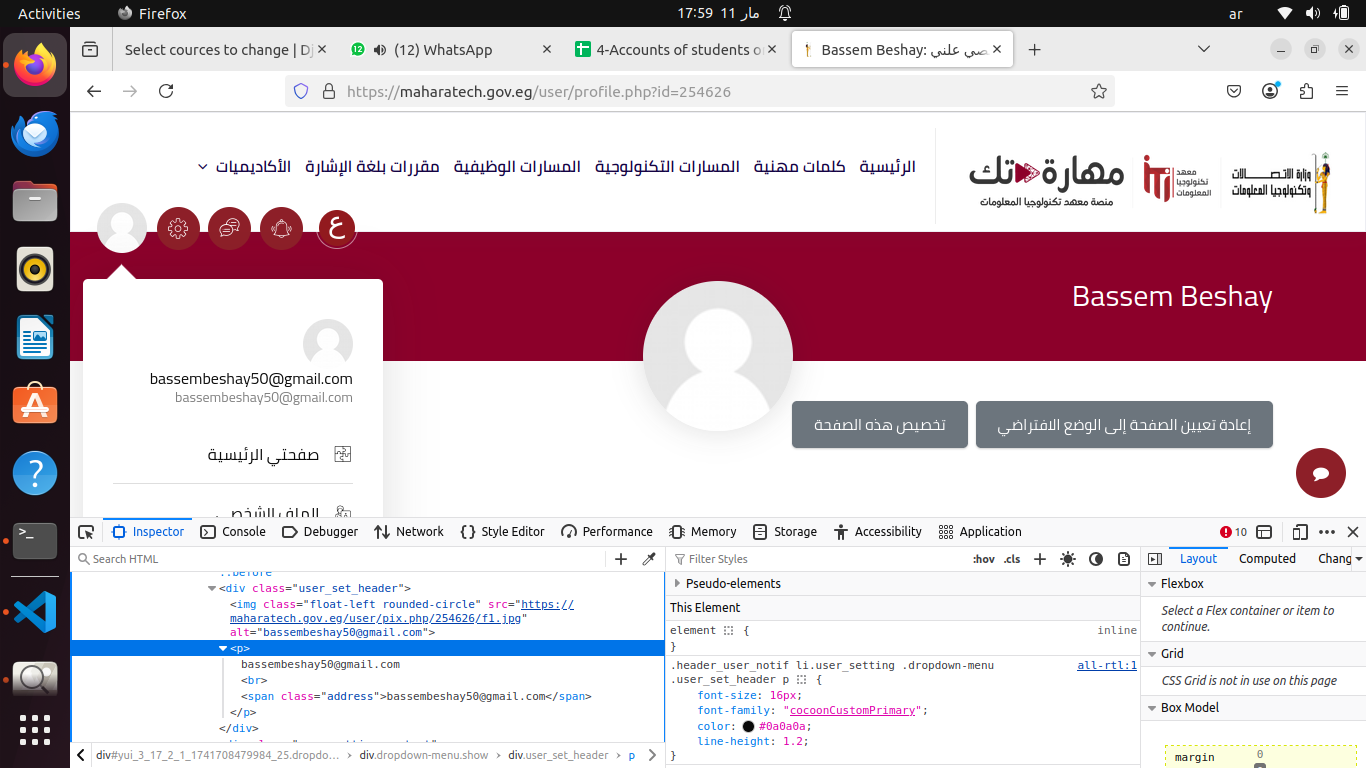 Activities
Firefox
17:59 11 مار
ar
Select cources to change | Dj
(12) WhatsApp
4-Accounts of students o
Bassem Beshay: صي علني
https://maharatech.gov.eg/user/profile.php?id=254626
الرئيسية
كلمات مهنية
المسارات التكنولوجية
المسارات الوظيفية
مقررات بلغة الإشارة
الأكاديميات
مهارة تك
منصة معهد تكنولوجيا المعلومات
iTi
معهد
تكنولوجيا
المعلومات
وزارة الاتصالات
وتكنولوجيا المعلومات
ع
Bassem Beshay
bassembeshay50@gmail.com
bassembeshay50@gmail.com
إعادة تعيين الصفحة إلى الوضع الافتراضي
تخصيص هذه الصفحة
صفحتي الرئيسية
الملف الشخصي
Inspector
Console
Debugger
Network
Style Editor
Performance
Memory
Storage
Accessibility
Application
10
Search HTML
::before
<div class="user_set_header">
<img class="float-left rounded-circle" src="https://
maharatech.gov.eg/user/pix.php/254626/f1.jpg"
alt="bassembeshay50@gmail.com">
<p>
bassembeshay50@gmail.com
<br>
<span class="address">bassembeshay50@gmail.com</span>
</p>
</div>
div#yui_3_17_2_1_1741708479984_25.dropdo… > div.dropdown-menu.show > div.user_set_header > p
Filter Styles
:hov .cls
Pseudo-elements
This Element
element { inline
}
.header_user_notif li.user_setting .dropdown-menu all-rtl:1
.user_set_header p {
font-size: 16px;
font-family: "cocoonCustomPrimary";
color: #0a0a0a;
line-height: 1.2;
}
Layout
Computed
Chang
Flexbox
Select a Flex container or item to
continue.
Grid
CSS Grid is not in use on this page
Box Model
margin
0